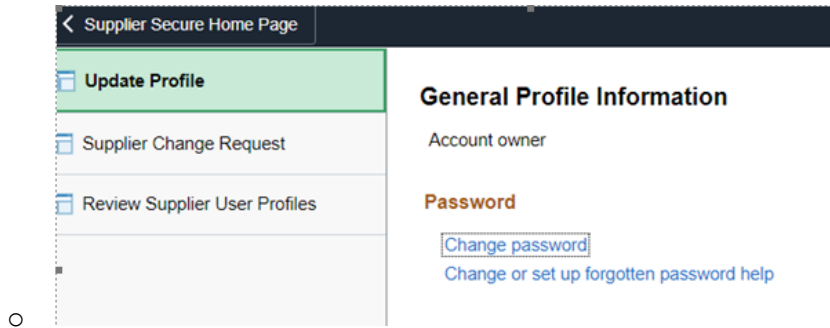 Supplier Secure Home Page
Update Profile
Supplier Change Request
Review Supplier User Profiles
General Profile Information
Account owner
Password
Change password
Change or set up forgotten password help